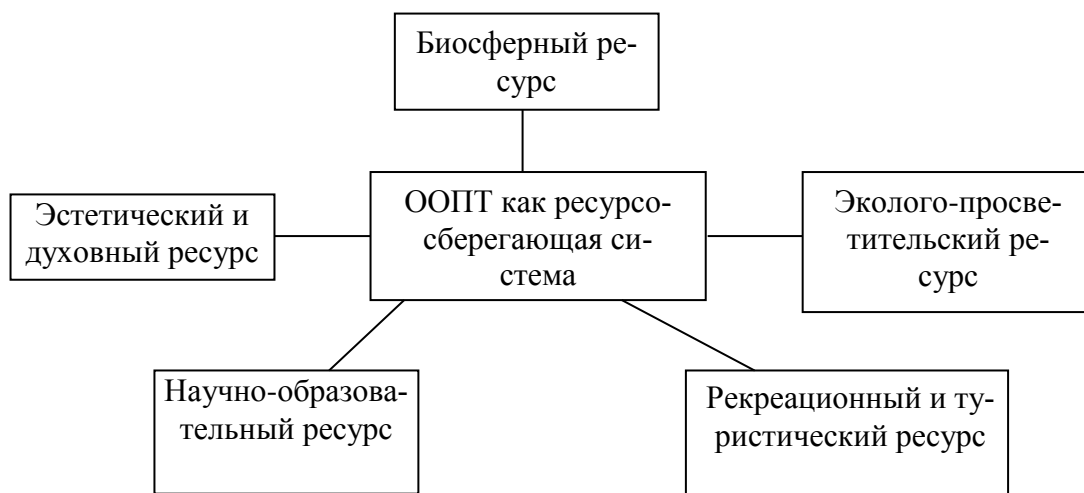 Биосферный ре-
сурс
Эстетический и
духовный ресурс
ООПТ как ресурсо-
сберегающая си-
стема
Эколого-просве-
тительский ре-
сурс
Научно-образова-
тельный ресурс
Рекреационный и ту-
ристический ресурс